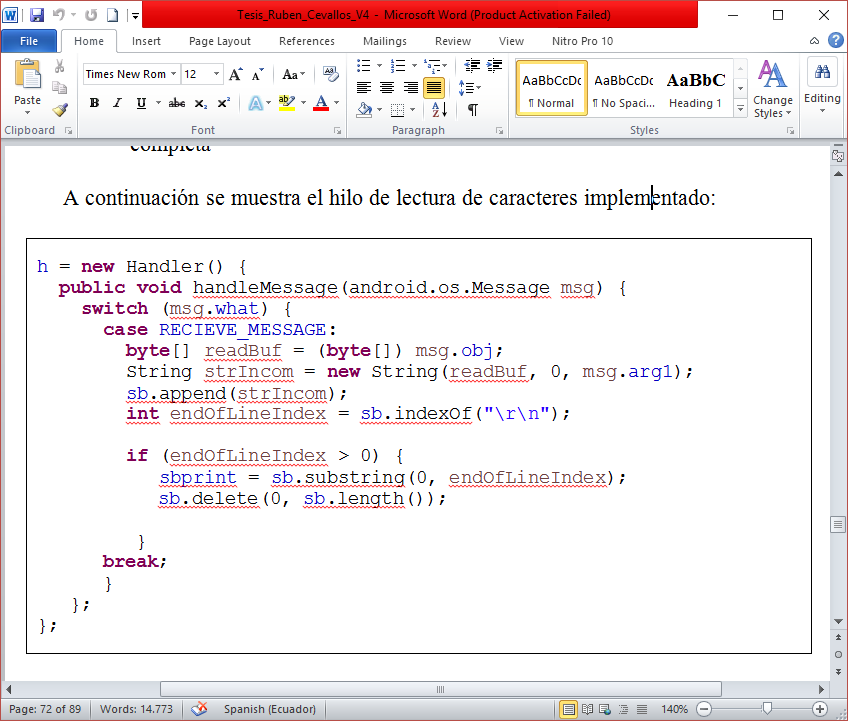 Tesis_Ruben_Cevallos_V4 - Microsoft Word (Product Activation Failed)
File Home Insert Page Layout References Mailings Review View Nitro Pro 10
Paste
Times New Rom 12
AaBbCcDc AaBbCcDc AaBbC
¶ Normal ¶ No Spaci... Heading 1
Change Styles
Editing
Clipboard Font Paragraph Styles
completa
A continuación se muestra el hilo de lectura de caracteres implementado:
h = new Handler() {
public void handleMessage(android.os.Message msg) {
switch (msg.what) {
case RECIEVE_MESSAGE:
byte[] readBuf = (byte[]) msg.obj;
String strIncom = new String(readBuf, 0, msg.arg1);
sb.append(strIncom);
int endOfLineIndex = sb.indexOf("\r\n");
if (endOfLineIndex > 0) {
sbprint = sb.substring(0, endOfLineIndex);
sb.delete(0, sb.length());
}
break;
}
};
};
Page: 72 of 89 Words: 14.773 Spanish (Ecuador) 140%